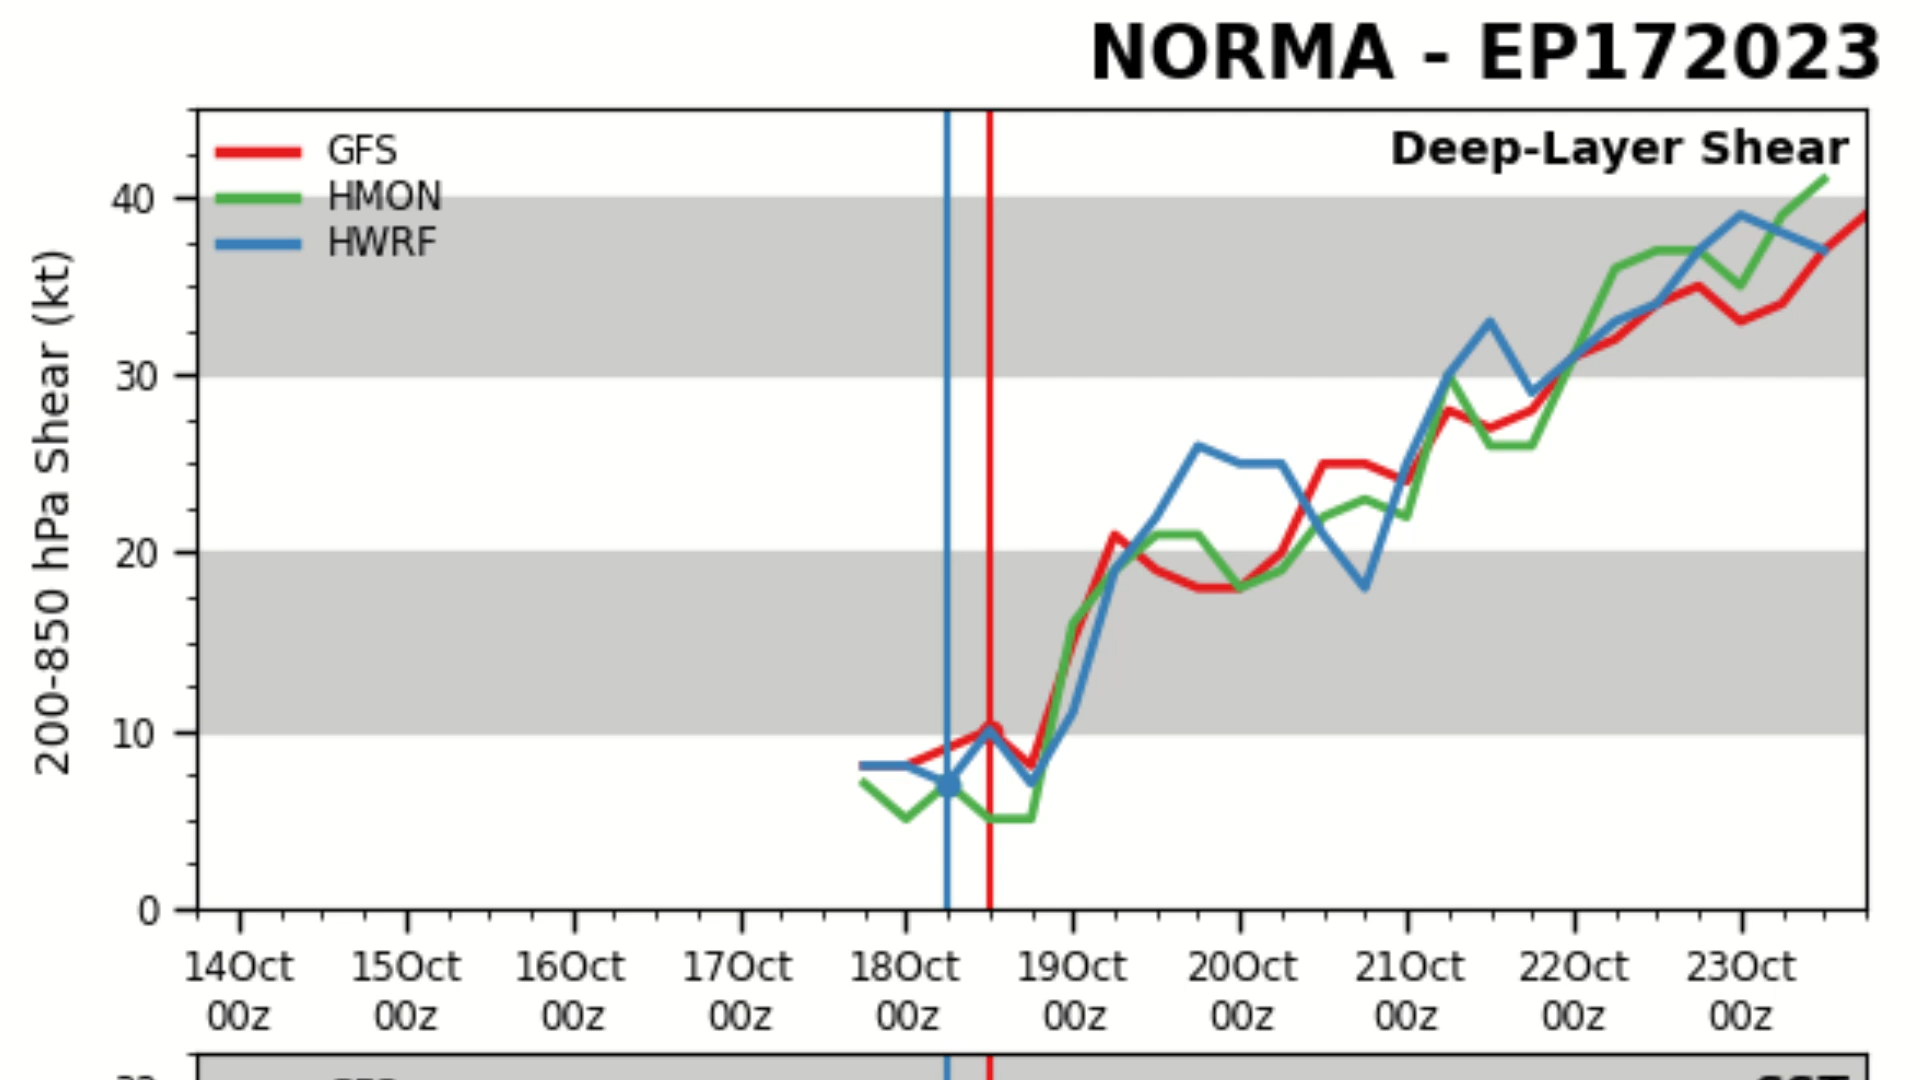 NORMA - EP172023
Deep-Layer Shear
GFS
HMON
HWRF
200-850 hPa Shear (kt)
40
30
20
10
0
14Oct 15Oct 16Oct 17Oct 18Oct 19Oct 20Oct 21Oct 22Oct 23Oct
00z 00z 00z 00z 00z 00z 00z 00z 00z 00z